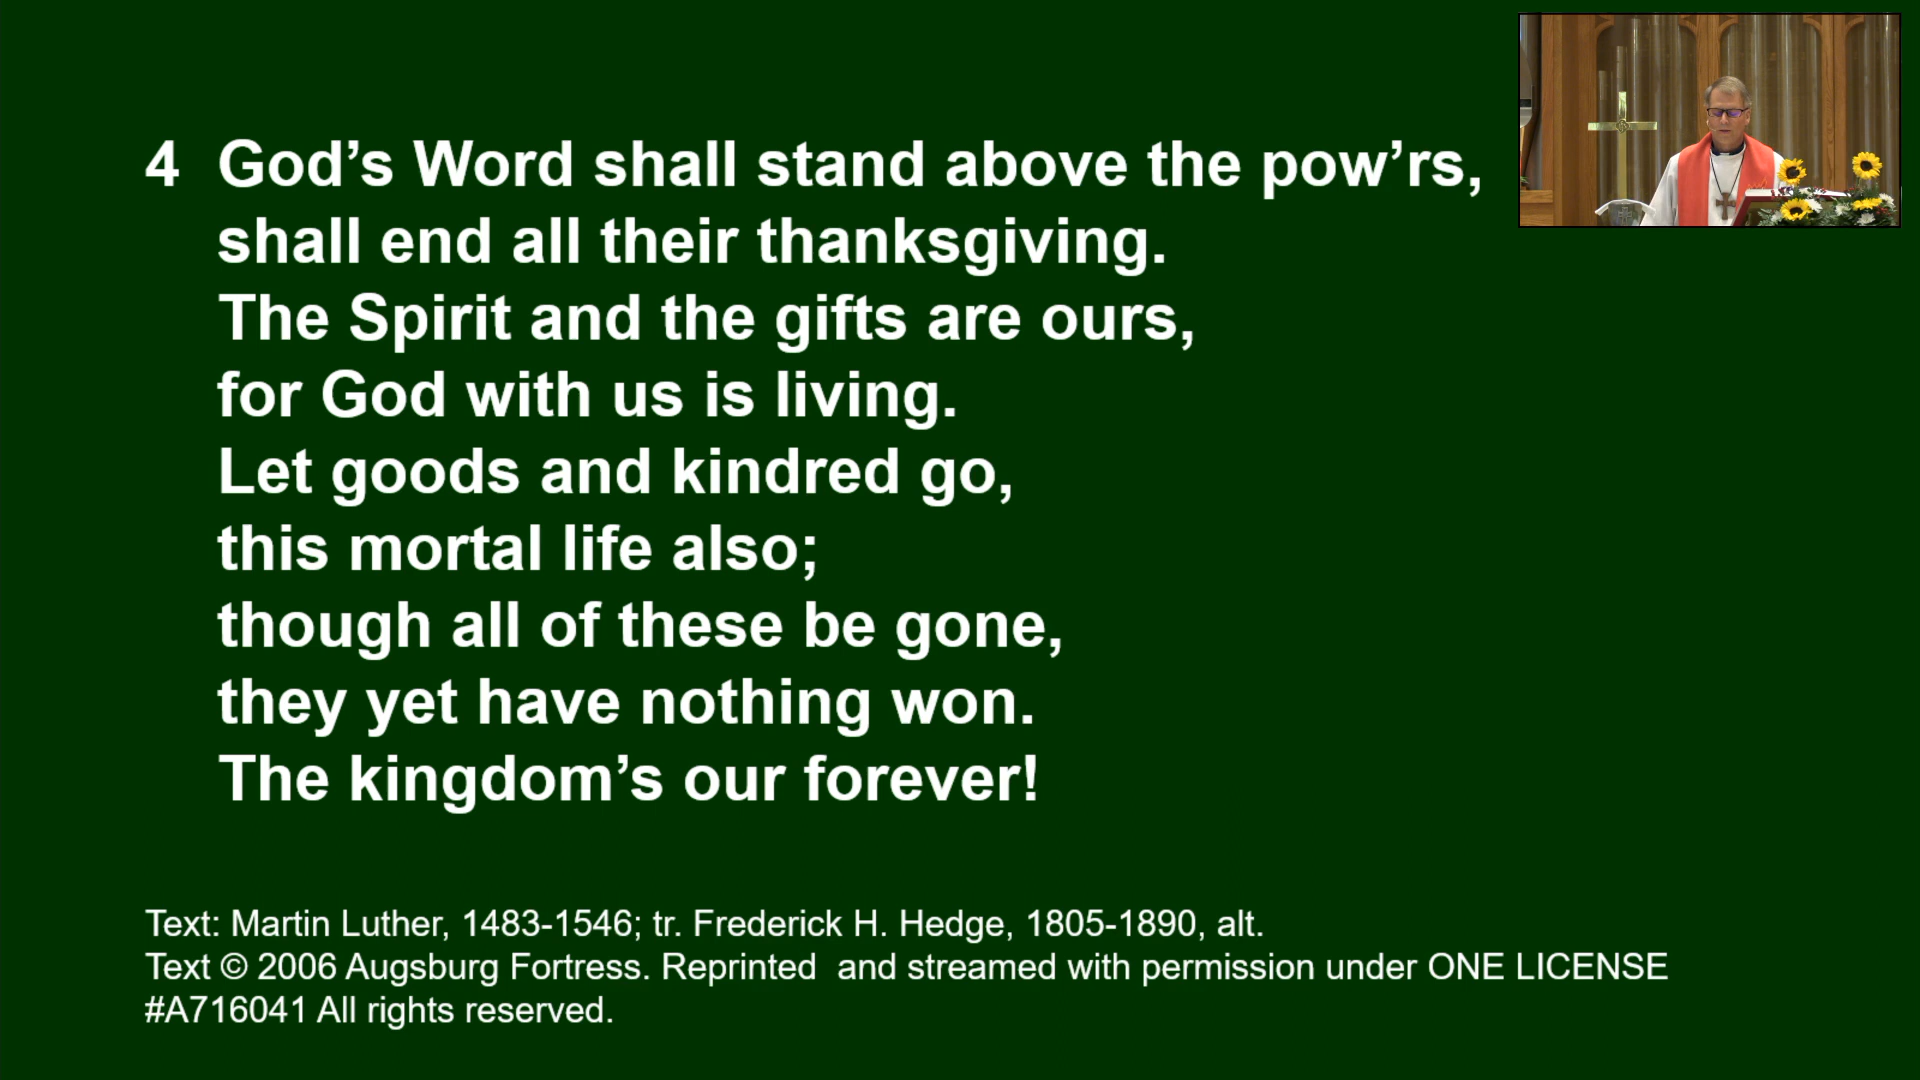 4 God’s Word shall stand above the pow’rs,
shall end all their thanksgiving.
The Spirit and the gifts are ours,
for God with us is living.
Let goods and kindred go,
this mortal life also;
though all of these be gone,
they yet have nothing won.
The kingdom’s our forever!
Text: Martin Luther, 1483-1546; tr. Frederick H. Hedge, 1805-1890, alt.
Text © 2006 Augsburg Fortress. Reprinted  and streamed with permission under ONE LICENSE
#A716041 All rights reserved.